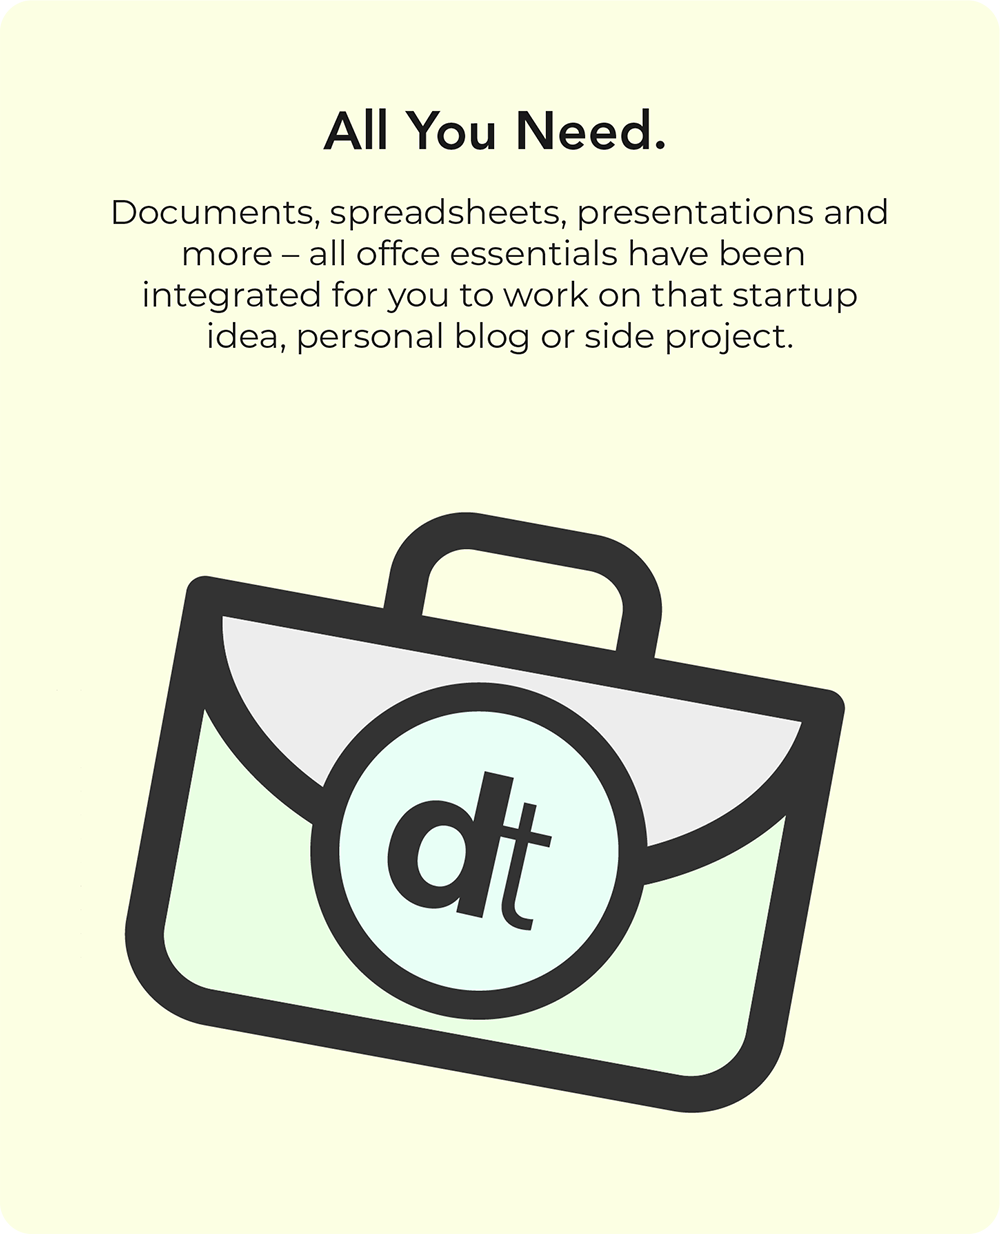 All You Need.
Documents, spreadsheets, presentations and
more – all offce essentials have been
integrated for you to work on that startup
idea, personal blog or side project.
dt